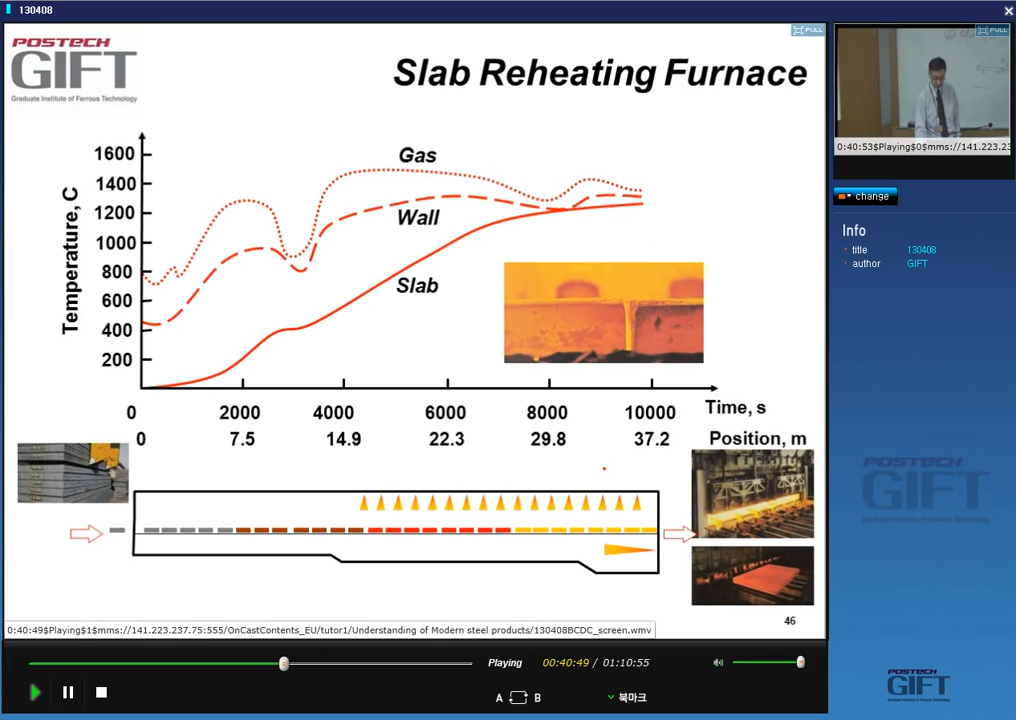 130408
POSTECH
GIFT
Graduate Institute of Ferrous Technology
Slab Reheating Furnace
FULL
Temperature, C
1600
1400
1200
1000
800
600
400
200
Gas
Wall
Slab
0 2000 4000 6000 8000 10000 Time, s
0 7.5 14.9 22.3 29.8 37.2 Position, m
46
0:40:49$Playing$1$mms://141.223.237.75:555/OnCastContents_EU/tutor1/Understanding of Modern steel products/130408BCDC_screen.wmv
Playing 00:40:49 / 01:10:55
A B 북마크
FULL
0:40:53$Playing$0$mms://141.223.23
change
Info
title 130408
author GIFT
POSTECH
GIFT
POSTECH
GIFT